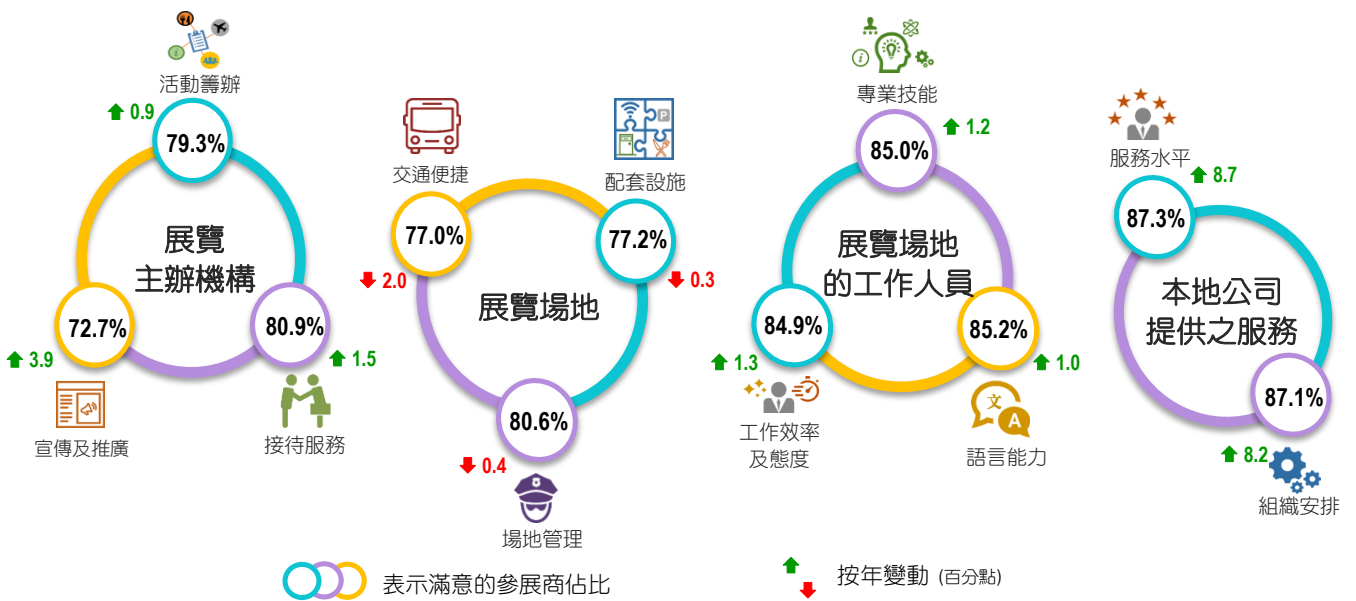 活動籌辦
0.9
79.3%
展覽
主辦機構
72.7%
3.9
宣傳及推廣
80.9%
1.5
接待服務
交通便捷
77.0%
2.0
配套設施
P
77.2%
0.3
展覽場地
80.6%
0.4
場地管理
專業技能
i
85.0%
1.2
展覽場地
的工作人員
84.9%
1.3
工作效率
及態度
85.2%
1.0
文
A
語言能力
服務水平
8.7
87.3%
本地公司
提供之服務
87.1%
8.2
組織安排
表示滿意的參展商佔比
按年變動 (百分點)